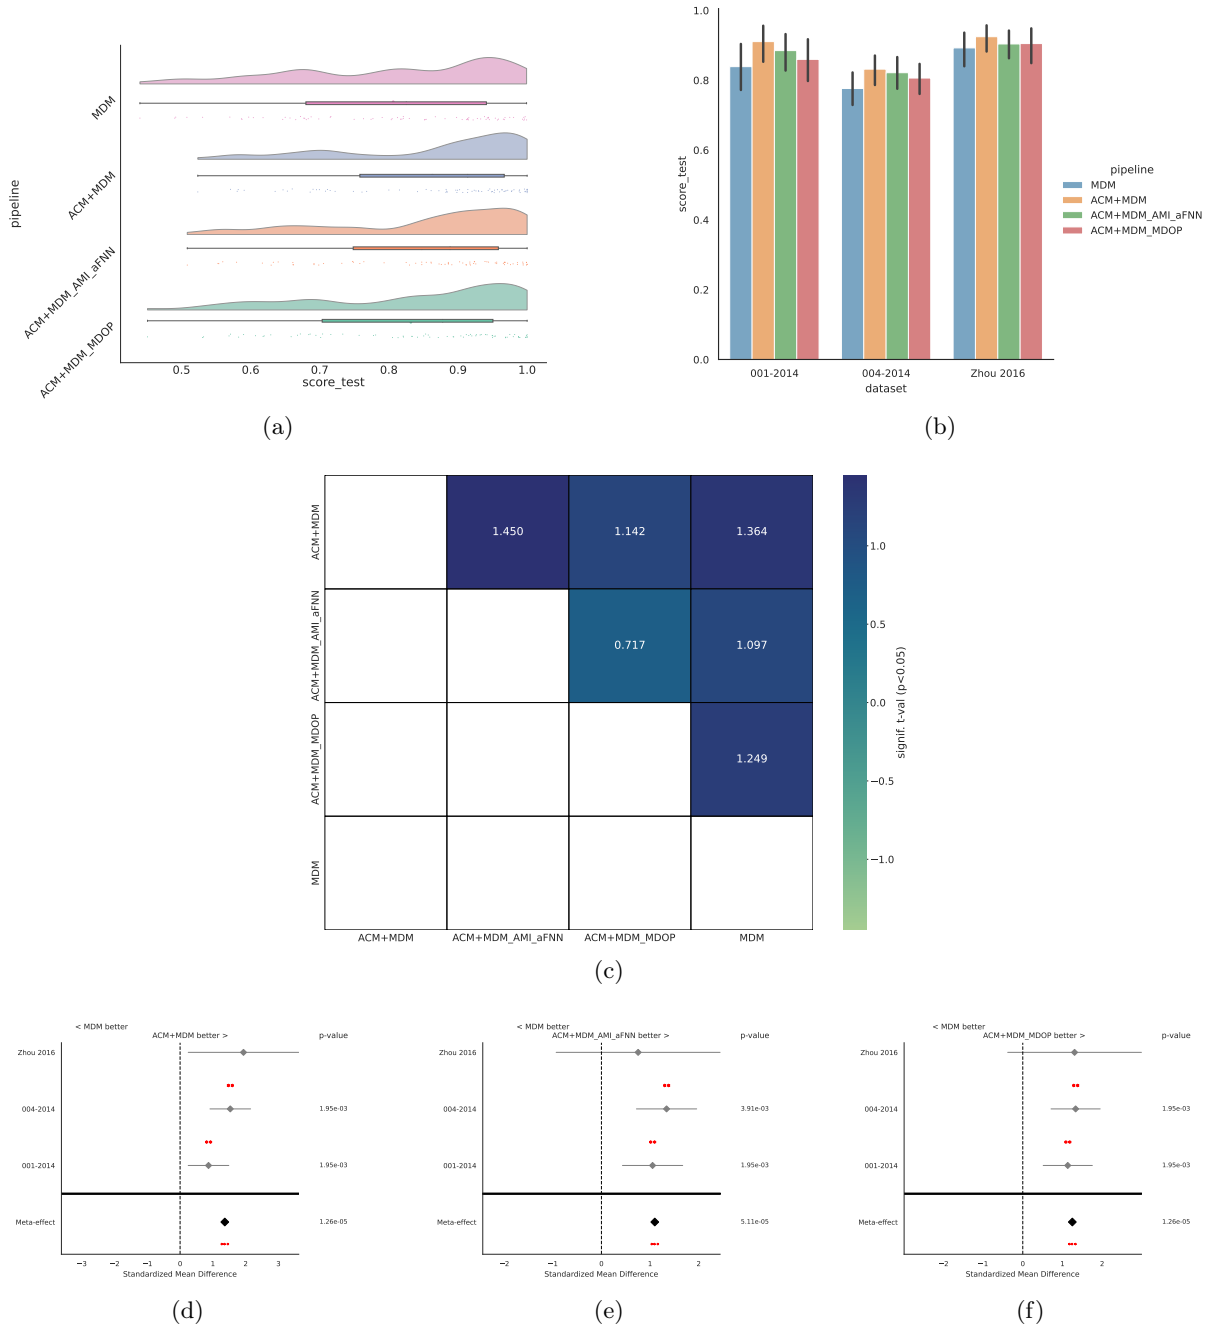 pipeline
MDM
ACM+MDM
ACM+MDM_AMI_aFNN
ACM+MDM_MDOP
0.5 0.6 0.7 0.8 0.9 1.0
score_test
(a)
score_test
1.0
0.8
0.6
0.4
0.2
0.0
001-2014 004-2014 Zhou 2016
dataset
pipeline
MDM
ACM+MDM
ACM+MDM_AMI_aFNN
ACM+MDM_MDOP
(b)
ACM+MDM
ACM+MDM_AMI_aFNN
ACM+MDM_MDOP
MDM
1.450 1.142 1.364
0.717 1.097
1.249
ACM+MDM ACM+MDM_AMI_aFNN ACM+MDM_MDOP MDM
1.0
0.5
0.0
−0.5
−1.0
signif. t-val (p<0.05)
(c)
< MDM better
ACM+MDM better > p-value
Zhou 2016
004-2014 1.95e-03
001-2014 1.95e-03
Meta-effect 1.26e-05
−3 −2 −1 0 1 2 3
Standardized Mean Difference
(d)
< MDM better
ACM+MDM_AMI_aFNN better > p-value
Zhou 2016
004-2014 3.91e-03
001-2014 1.95e-03
Meta-effect 5.11e-05
−2 −1 0 1 2
Standardized Mean Difference
(e)
< MDM better
ACM+MDM_MDOP better > p-value
Zhou 2016
004-2014 1.95e-03
001-2014 1.95e-03
Meta-effect 1.26e-05
−2 −1 0 1 2
Standardized Mean Difference
(f)